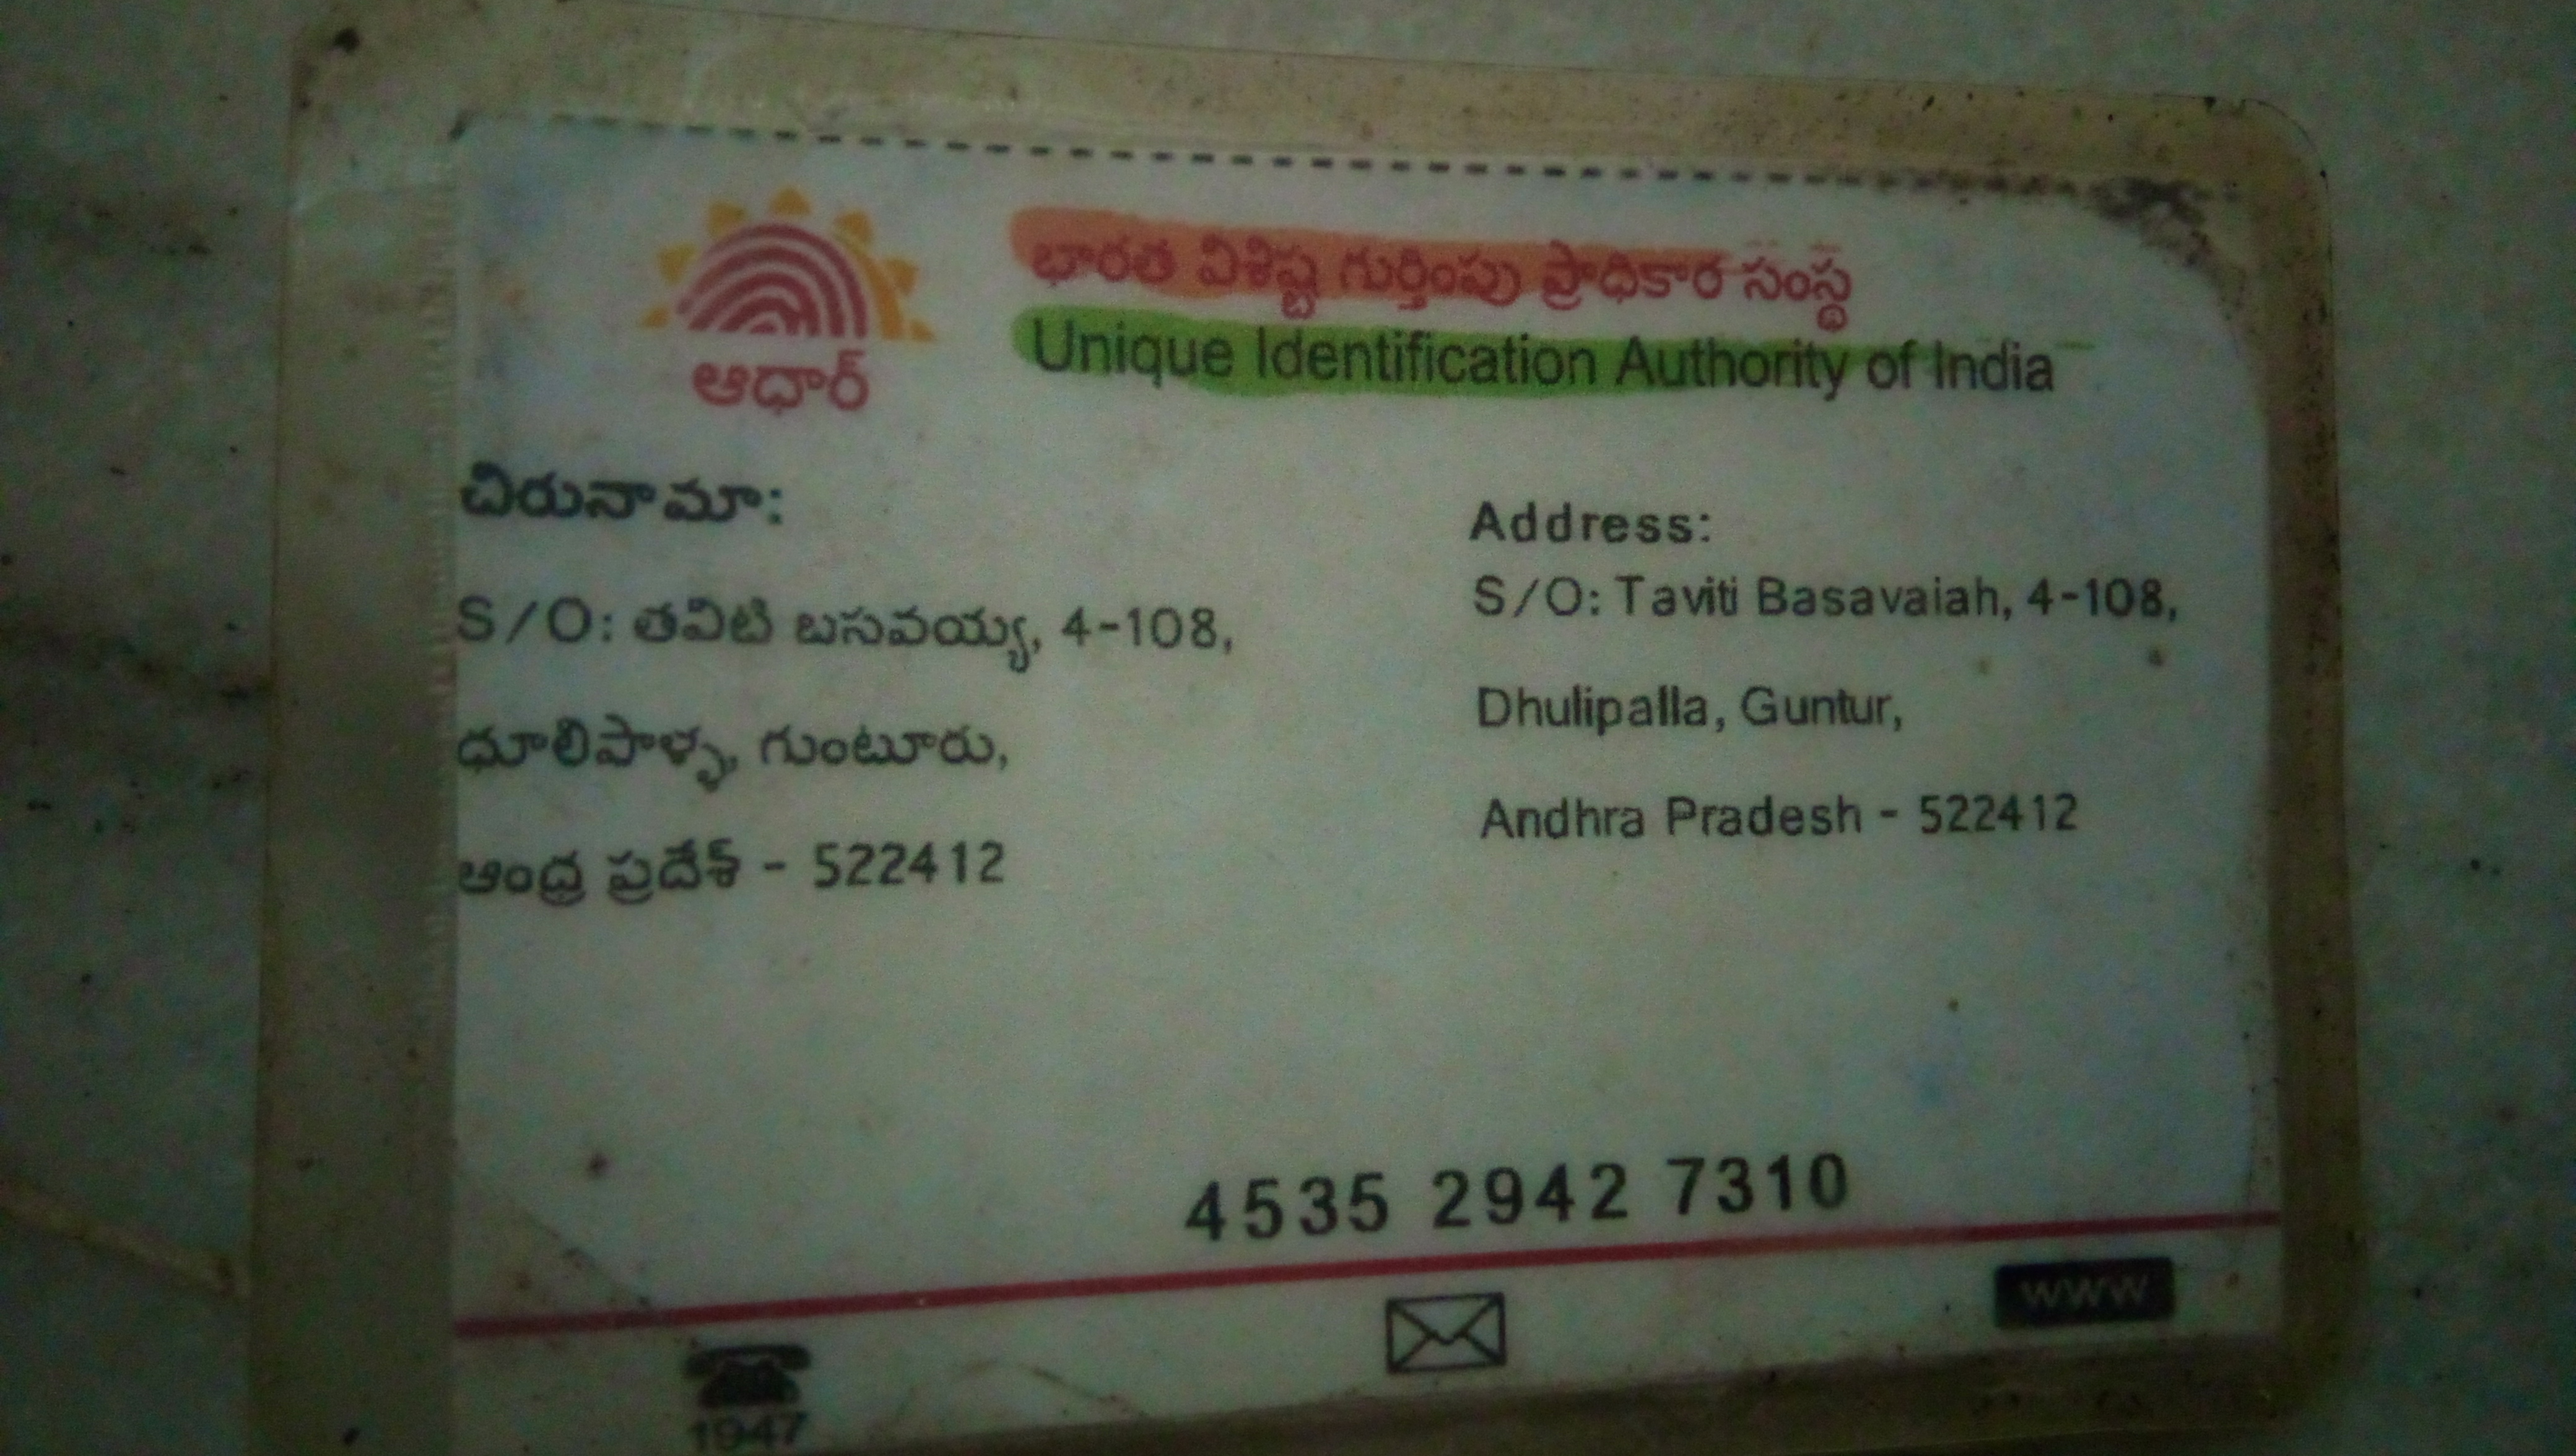 ఆధార్
భారత విశిష్ట గుర్తింపు ప్రాధికార సంస్థ
Unique Identification Authority of India
చిరునామా:
S/O: తవిటి బసవయ్య, 4-108,
ధూలిపాళ్ళ, గుంటూరు,
ఆంధ్ర ప్రదేశ్ - 522412
Address:
S/O: Taviti Basavaiah, 4-108,
Dhulipalla, Guntur,
Andhra Pradesh - 522412
4535 2942 7310
1947
www